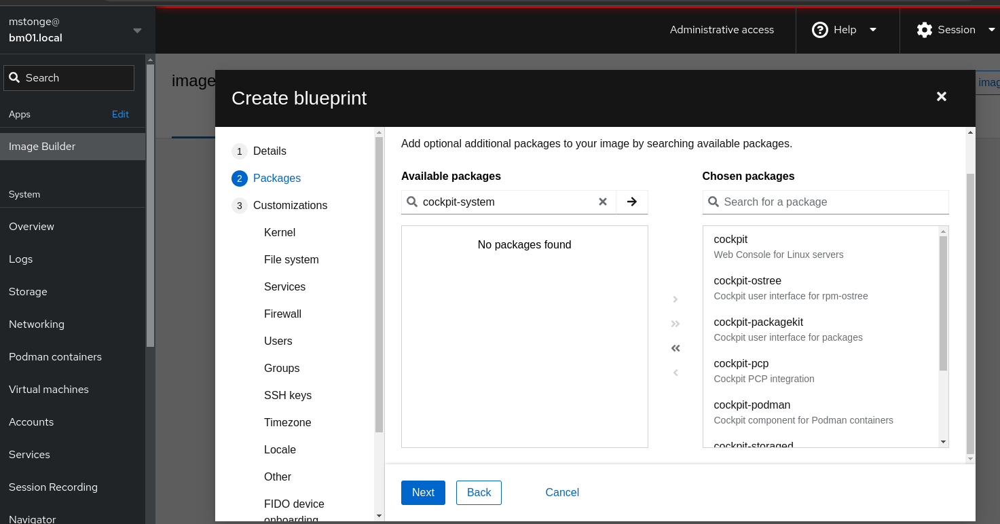 mstonge@
bm01.local
Administrative access
Help
Session
Search
Apps
Edit
Image Builder
System
Overview
Logs
Storage
Networking
Podman containers
Virtual machines
Accounts
Services
Session Recording
Navigator
image
imag
Create blueprint
1 Details
2 Packages
3 Customizations
Kernel
File system
Services
Firewall
Users
Groups
SSH keys
Timezone
Locale
Other
FIDO device
onboarding
Add optional additional packages to your image by searching available packages.
Available packages
cockpit-system
No packages found
Chosen packages
Search for a package
cockpit
Web Console for Linux servers
cockpit-ostree
Cockpit user interface for rpm-ostree
cockpit-packagekit
Cockpit user interface for packages
cockpit-pcp
Cockpit PCP integration
cockpit-podman
Cockpit component for Podman containers
cockpit-storaged
Next
Back
Cancel